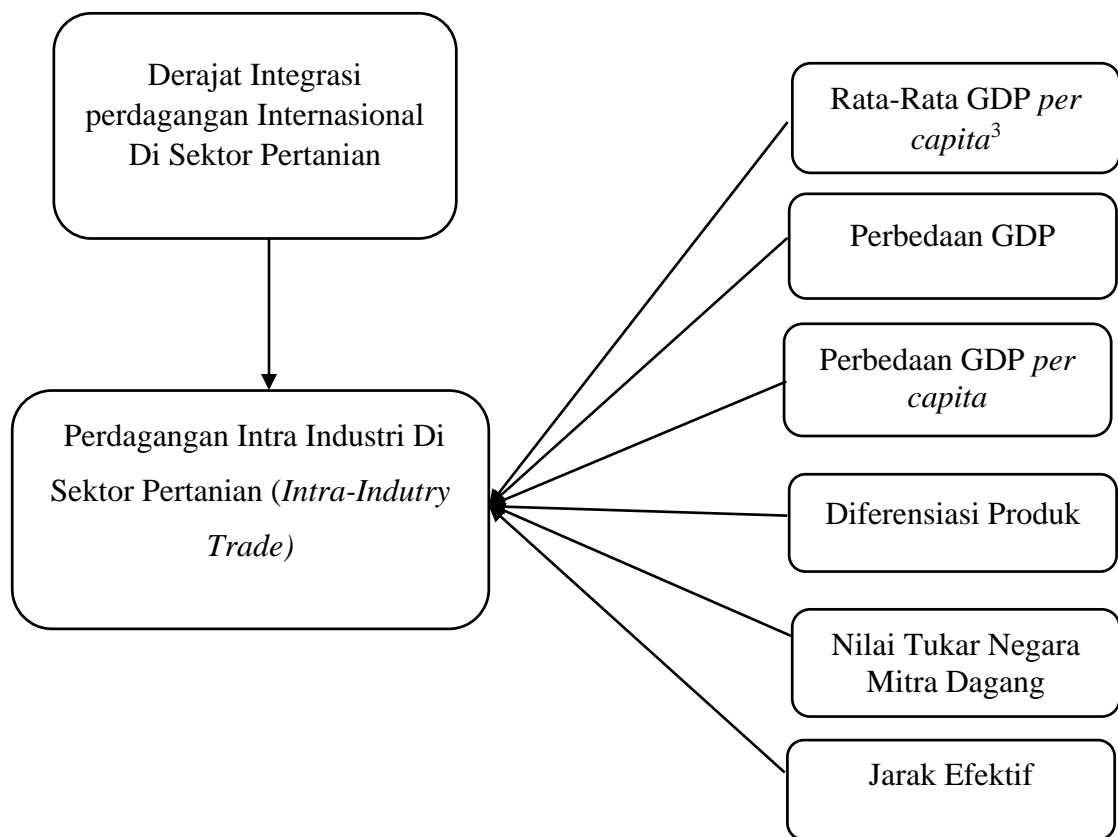 Derajat Integrasi
perdagangan Internasional
Di Sektor Pertanian
Perdagangan Intra Industri Di
Sektor Pertanian (Intra-Indutry
Trade)
Rata-Rata GDP per
capita³
Perbedaan GDP
Perbedaan GDP per
capita
Diferensiasi Produk
Nilai Tukar Negara
Mitra Dagang
Jarak Efektif